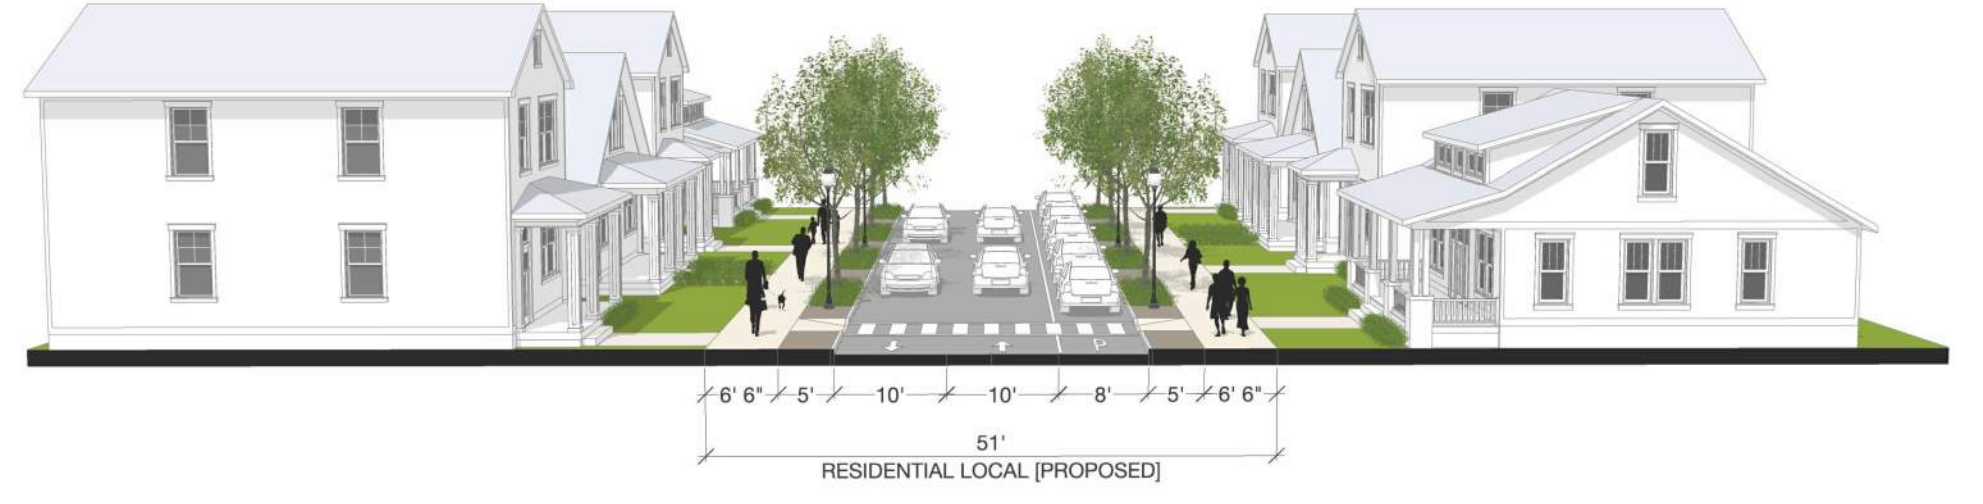 P
6' 6" 5' 10' 10' 8' 5' 6' 6"
51'
RESIDENTIAL LOCAL [PROPOSED]